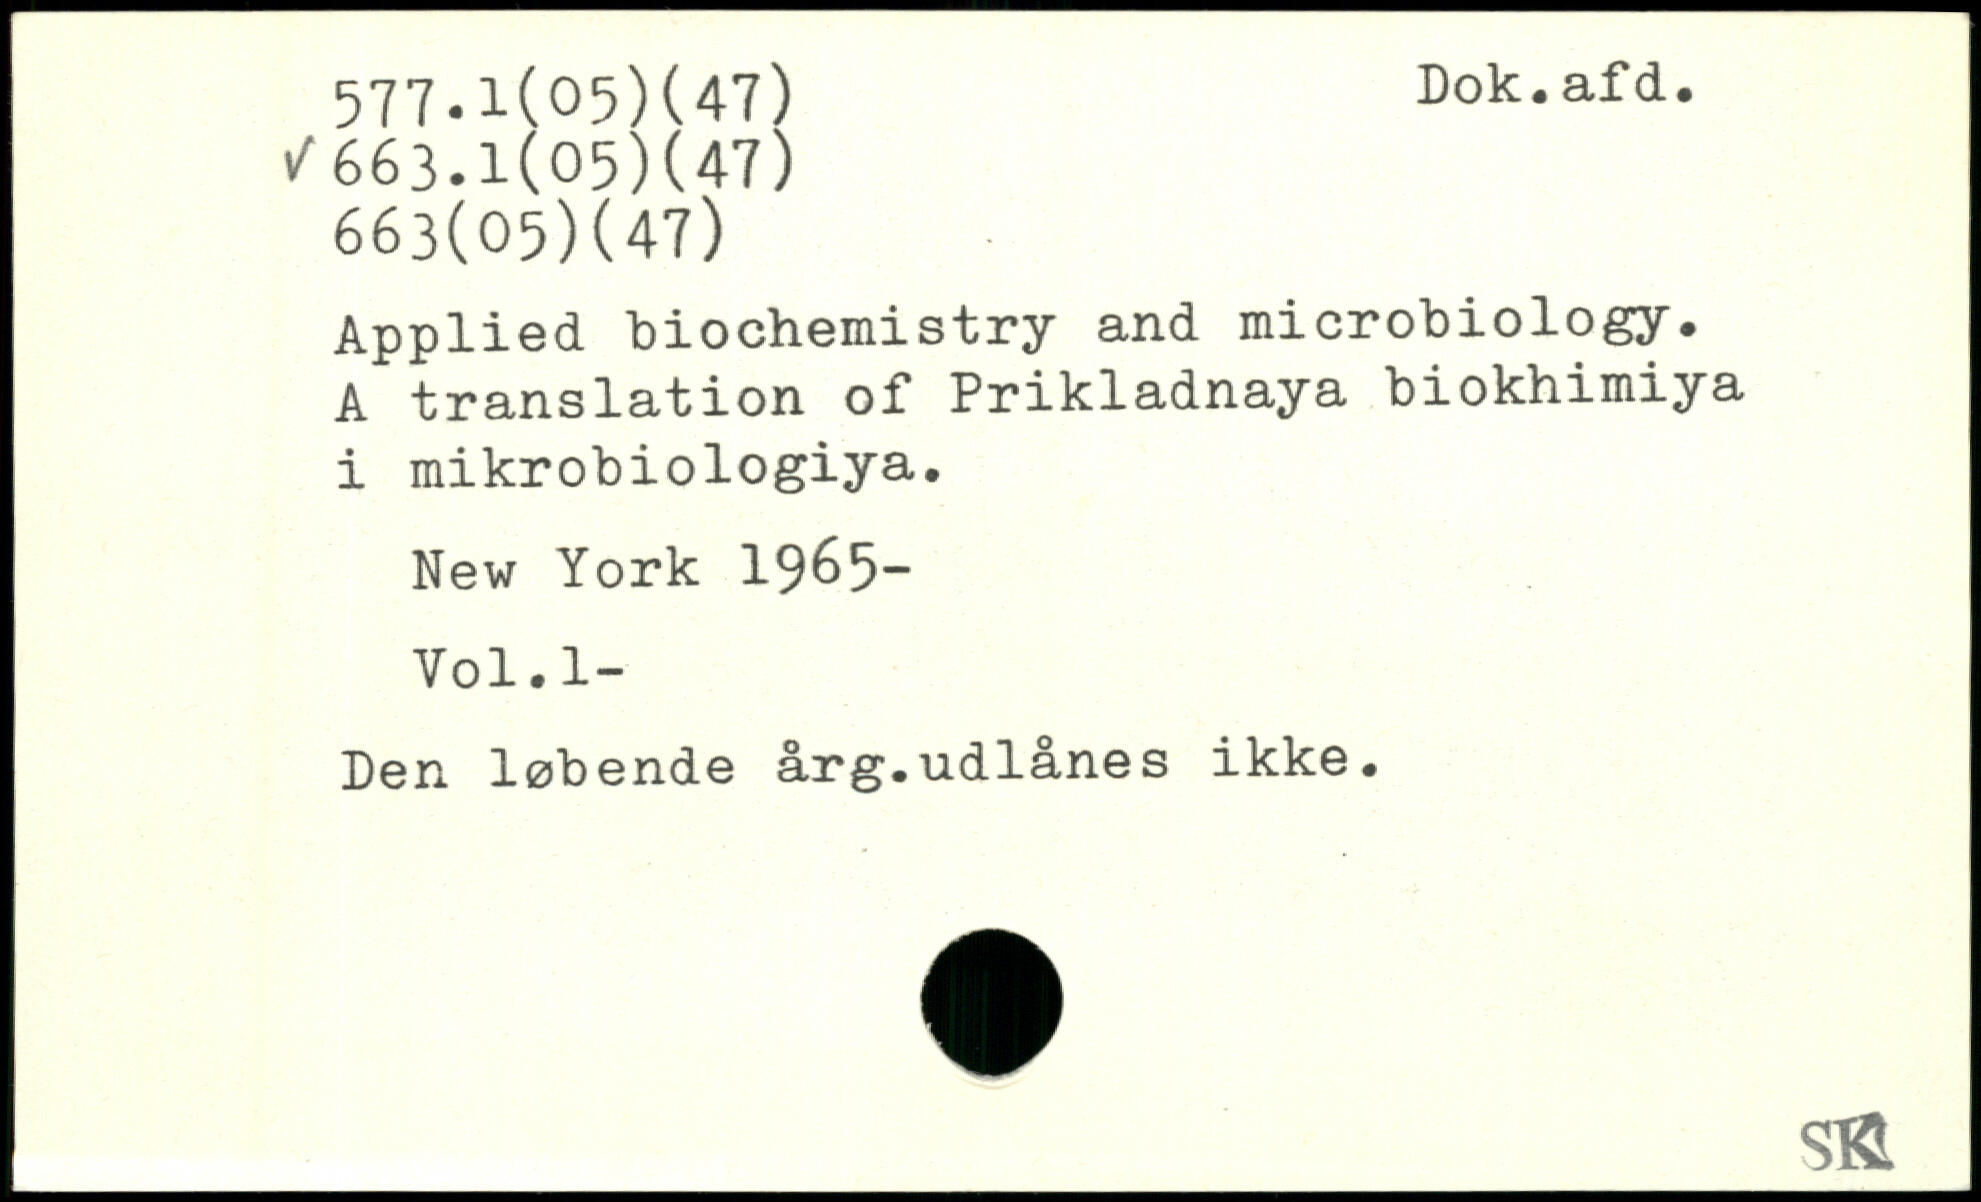 577.1(05)(47)
Dok.afd.
√ 663.1(05)(47)
663(05)(47)
Applied biochemistry and microbiology.
A translation of Prikladnaya biokhimiya
i mikrobiologiya.
New York 1965-
Vol.1-
Den løbende årg.udlånes ikke.
SK